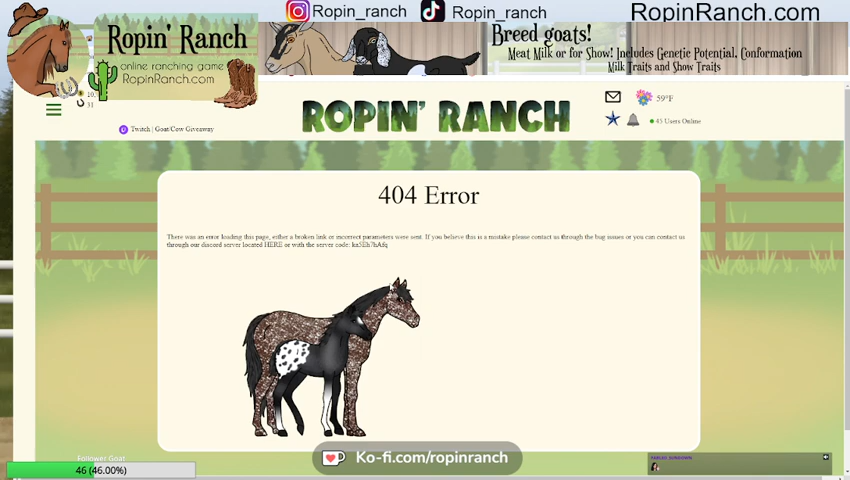 Ropin_ranch
Ropin_ranch
RopinRanch.com
Ropin' Ranch
online ranching game
RopinRanch.com
Breed goats!
Meat Milk or for Show! Includes Genetic Potential, Conformation
Milk Traits and Show Traits
31
Twitch | Goat/Cow Giveaway
ROPIN' RANCH
59°F
43 Users Online
404 Error
There was an error loading this page, either a broken link or incorrect parameters were sent. If you believe this is a mistake please contact us through the bug issues or you can contact us
through our discord server located HERE or with the server code:
Follower Goat
46 (46.00%)
Ko-fi.com/ropinranch